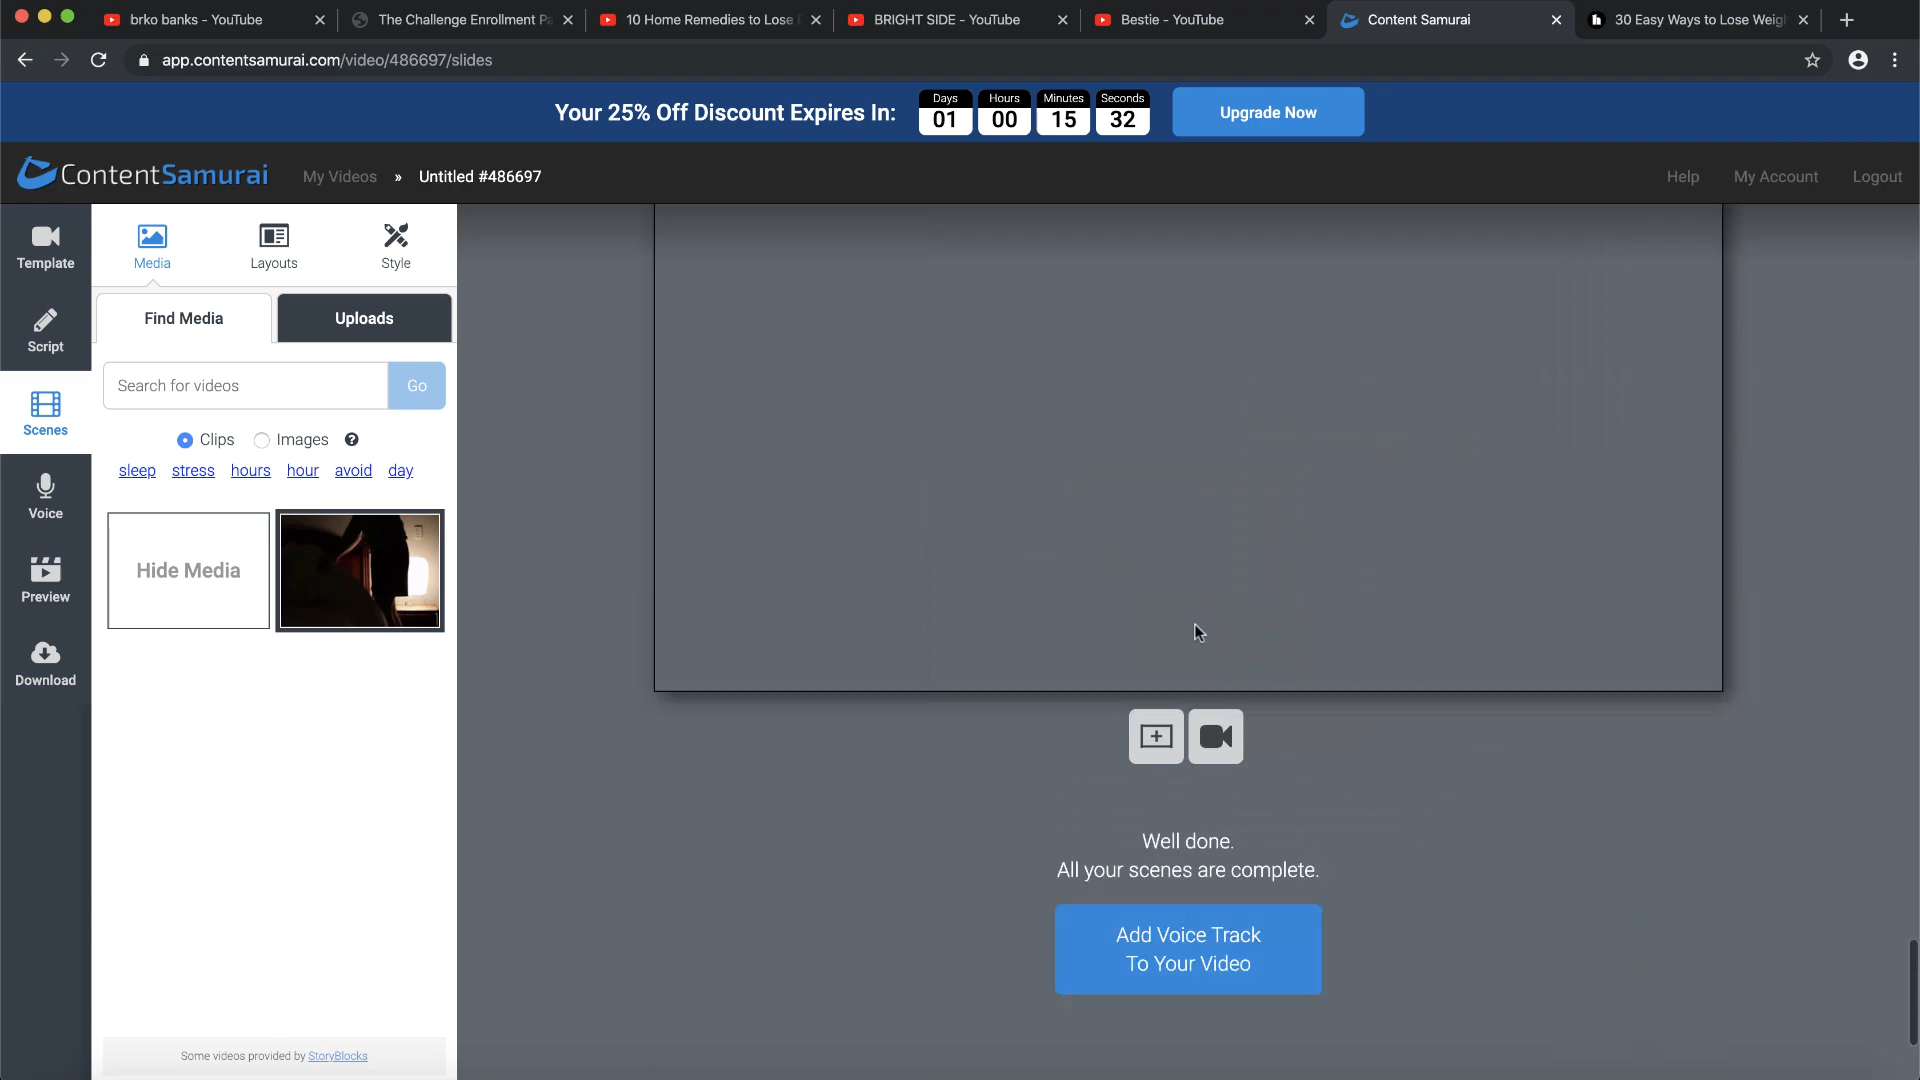 brko banks - YouTube
The Challenge Enrollment Pa
10 Home Remedies to Lose
BRIGHT SIDE - YouTube
Bestie - YouTube
Content Samurai
30 Easy Ways to Lose Weigh
app.contentsamurai.com/video/486697/slides
Your 25% Off Discount Expires In:
Days Hours Minutes Seconds
01 00 15 32
Upgrade Now
ContentSamurai
My Videos » Untitled #486697
Help My Account Logout
Template
Script
Scenes
Voice
Preview
Download
Media Layouts Style
Find Media Uploads
Search for videos Go
Clips Images ?
sleep stress hours hour avoid day
Hide Media
Some videos provided by StoryBlocks
Well done.
All your scenes are complete.
Add Voice Track
To Your Video